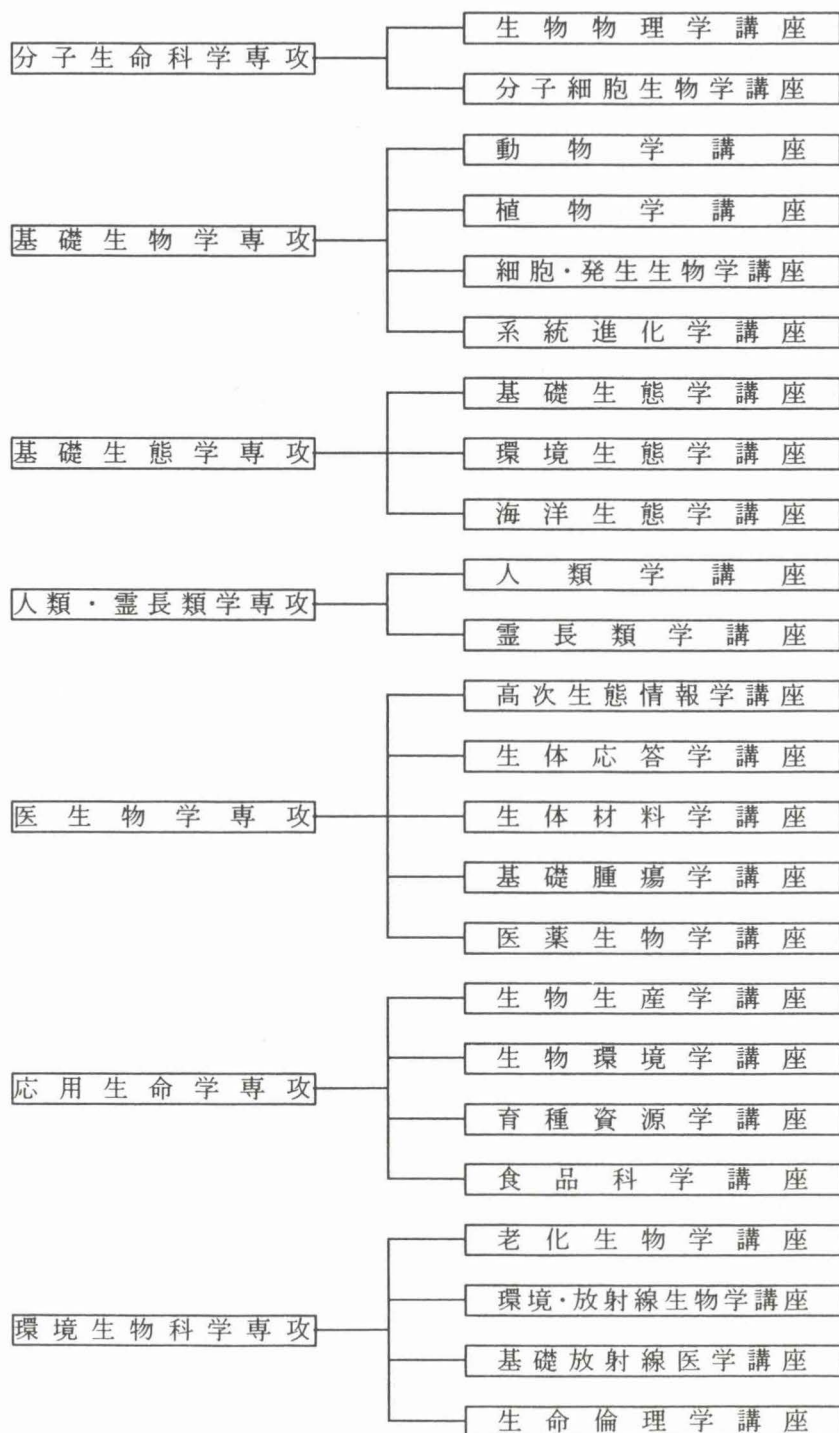 分子生命科学専攻
生物物理学講座
分子細胞生物学講座
基礎生物学専攻
動物学講座
植物学講座
細胞・発生生物学講座
系統進化学講座
基礎生態学専攻
基礎生態学講座
環境生態学講座
海洋生態学講座
人類・霊長類学専攻
人類学講座
霊長類学講座
医生物学専攻
高次生態情報学講座
生体応答学講座
生体材料学講座
基礎腫瘍学講座
医薬生物学講座
応用生命学専攻
生物生産学講座
生物環境学講座
育種資源学講座
食品科学講座
環境生物科学専攻
老化生物学講座
環境・放射線生物学講座
基礎放射線医学講座
生命倫理学講座